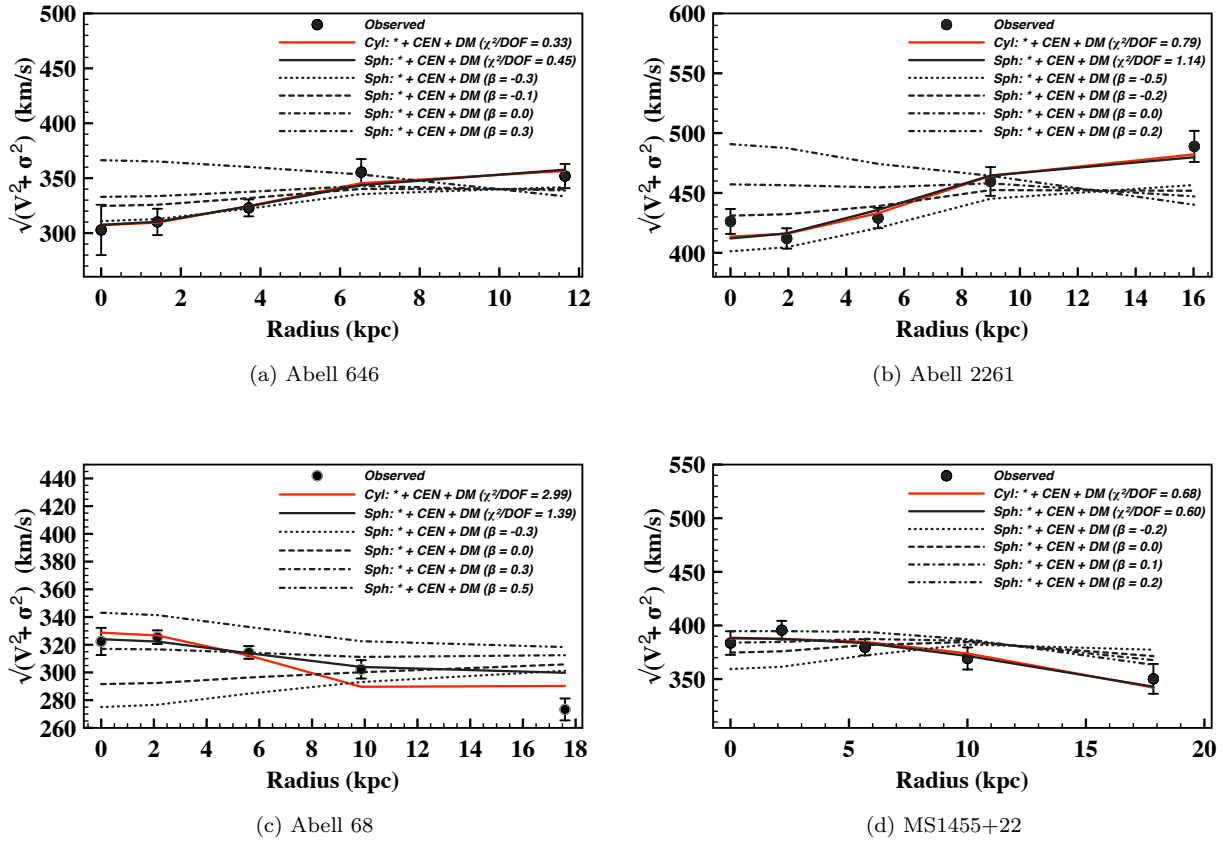 500
450
400
350
300
√(V²+ σ²) (km/s)
Observed
Cyl: * + CEN + DM (χ²/DOF = 0.33)
Sph: * + CEN + DM (χ²/DOF = 0.45)
Sph: * + CEN + DM (β = -0.3)
Sph: * + CEN + DM (β = -0.1)
Sph: * + CEN + DM (β = 0.0)
Sph: * + CEN + DM (β = 0.3)
0 2 4 6 8 10 12
Radius (kpc)
(a) Abell 646
600
550
500
450
400
√(V²+ σ²) (km/s)
Observed
Cyl: * + CEN + DM (χ²/DOF = 0.79)
Sph: * + CEN + DM (χ²/DOF = 1.14)
Sph: * + CEN + DM (β = -0.5)
Sph: * + CEN + DM (β = -0.2)
Sph: * + CEN + DM (β = 0.0)
Sph: * + CEN + DM (β = 0.2)
0 2 4 6 8 10 12 14 16
Radius (kpc)
(b) Abell 2261
440
420
400
380
360
340
320
300
280
260
√(V²+ σ²) (km/s)
Observed
Cyl: * + CEN + DM (χ²/DOF = 2.99)
Sph: * + CEN + DM (χ²/DOF = 1.39)
Sph: * + CEN + DM (β = -0.3)
Sph: * + CEN + DM (β = 0.0)
Sph: * + CEN + DM (β = 0.3)
Sph: * + CEN + DM (β = 0.5)
0 2 4 6 8 10 12 14 16 18
Radius (kpc)
(c) Abell 68
550
500
450
400
350
√(V²+ σ²) (km/s)
Observed
Cyl: * + CEN + DM (χ²/DOF = 0.68)
Sph: * + CEN + DM (χ²/DOF = 0.60)
Sph: * + CEN + DM (β = -0.2)
Sph: * + CEN + DM (β = 0.0)
Sph: * + CEN + DM (β = 0.1)
Sph: * + CEN + DM (β = 0.2)
0 5 10 15 20
Radius (kpc)
(d) MS1455+22